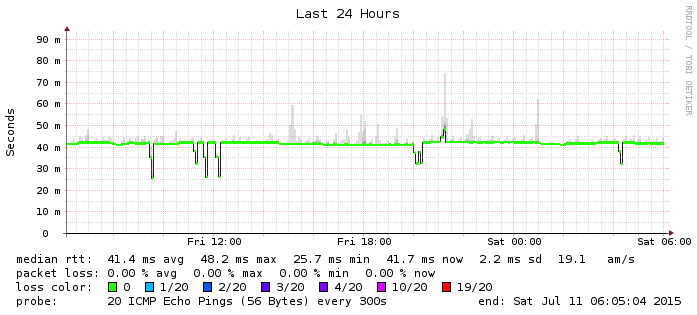 Last 24 Hours
RRDTOOL / TOBI OETIKER
Seconds
90 m
80 m
70 m
60 m
50 m
40 m
30 m
20 m
10 m
0
Fri 12:00 Fri 18:00 Sat 00:00 Sat 06:00
median rtt: 41.4 ms avg 48.2 ms max 25.7 ms min 41.7 ms now 2.2 ms sd 19.1 am/s
packet loss: 0.00 % avg 0.00 % max 0.00 % min 0.00 % now
loss color: 0 1/20 2/20 3/20 4/20 10/20 19/20
probe: 20 ICMP Echo Pings (56 Bytes) every 300s end: Sat Jul 11 06:05:04 2015